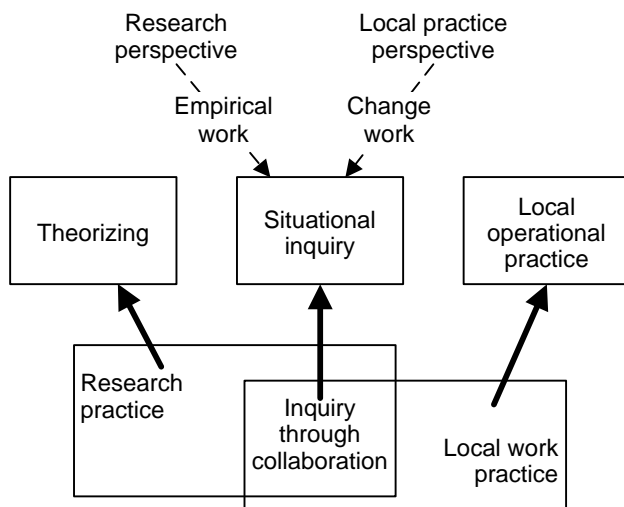 Research
perspective
Local practice
perspective
Empirical
work
Change
work
Theorizing
Situational
inquiry
Local
operational
practice
Research
practice
Inquiry
through
collaboration
Local work
practice